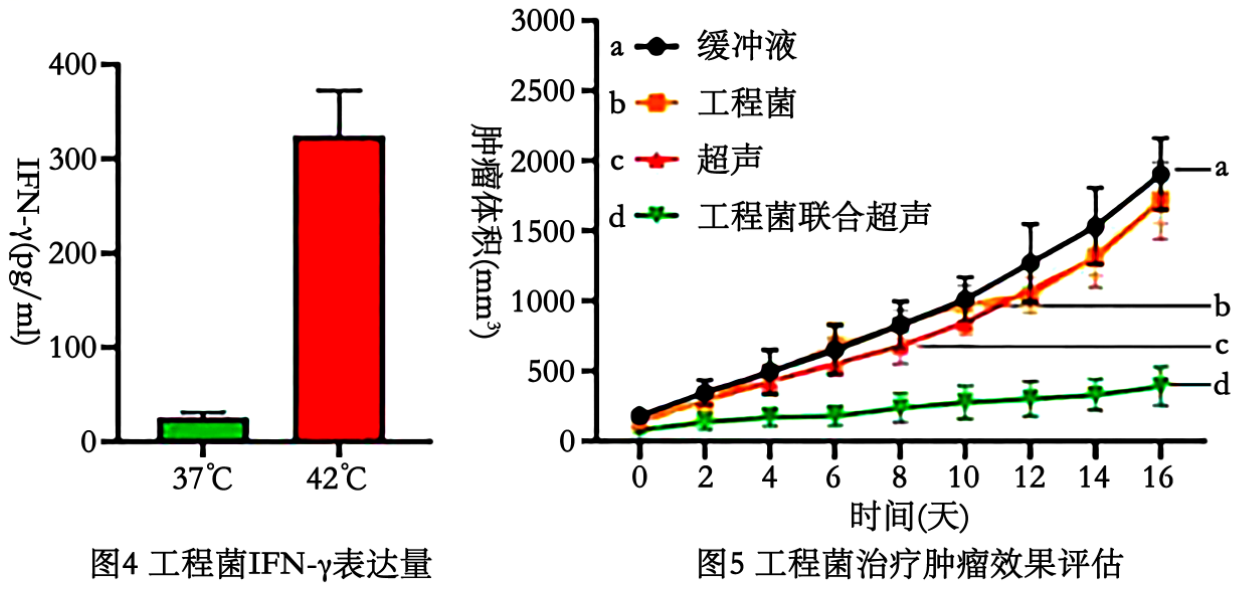 400
300
200
100
0
IFN-γ(pg/ml)
37℃
42℃
图4 工程菌IFN-γ表达量
3000
2500
2000
1500
1000
500
0
肿瘤体积(mm³)
a 缓冲液
b 工程菌
c 超声
d 工程菌联合超声
a
b
c
d
0 2 4 6 8 10 12 14 16
时间(天)
图5 工程菌治疗肿瘤效果评估